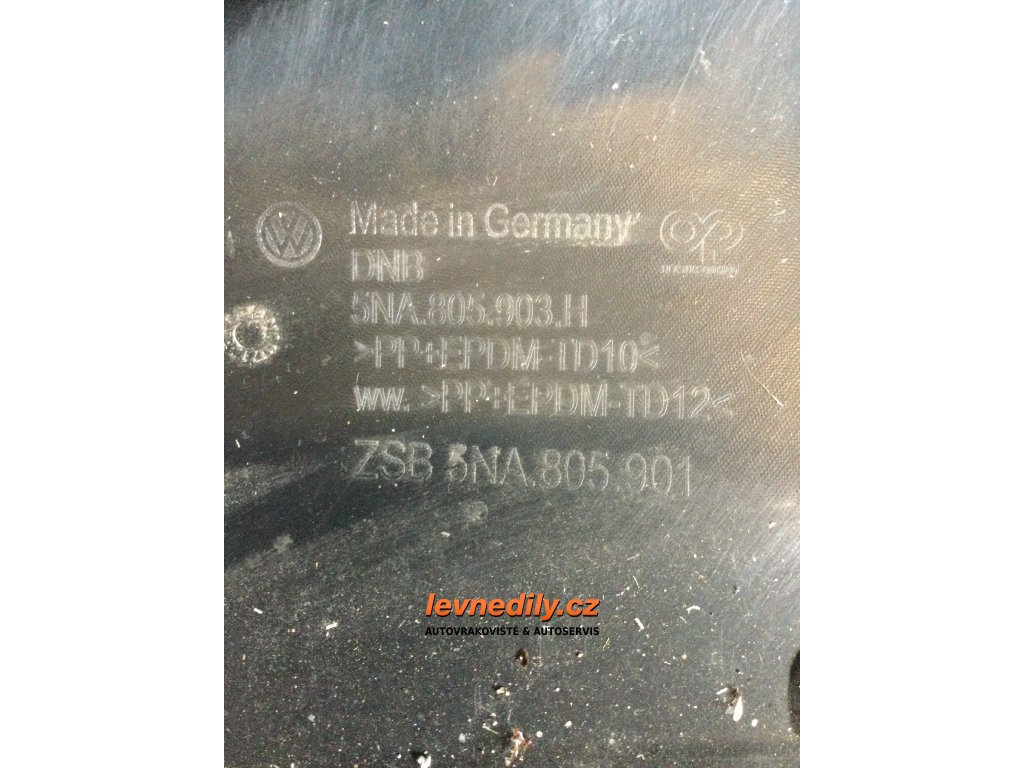 Made in Germany
DNB
5NA.805.903.H
>PP+EPDM-TD10<
ww. >PP+EPDM-TD12<
ZSB 5NA.805.901
levnedily.cz
AUTOVRAKOVIŠTĚ & AUTOSERVIS